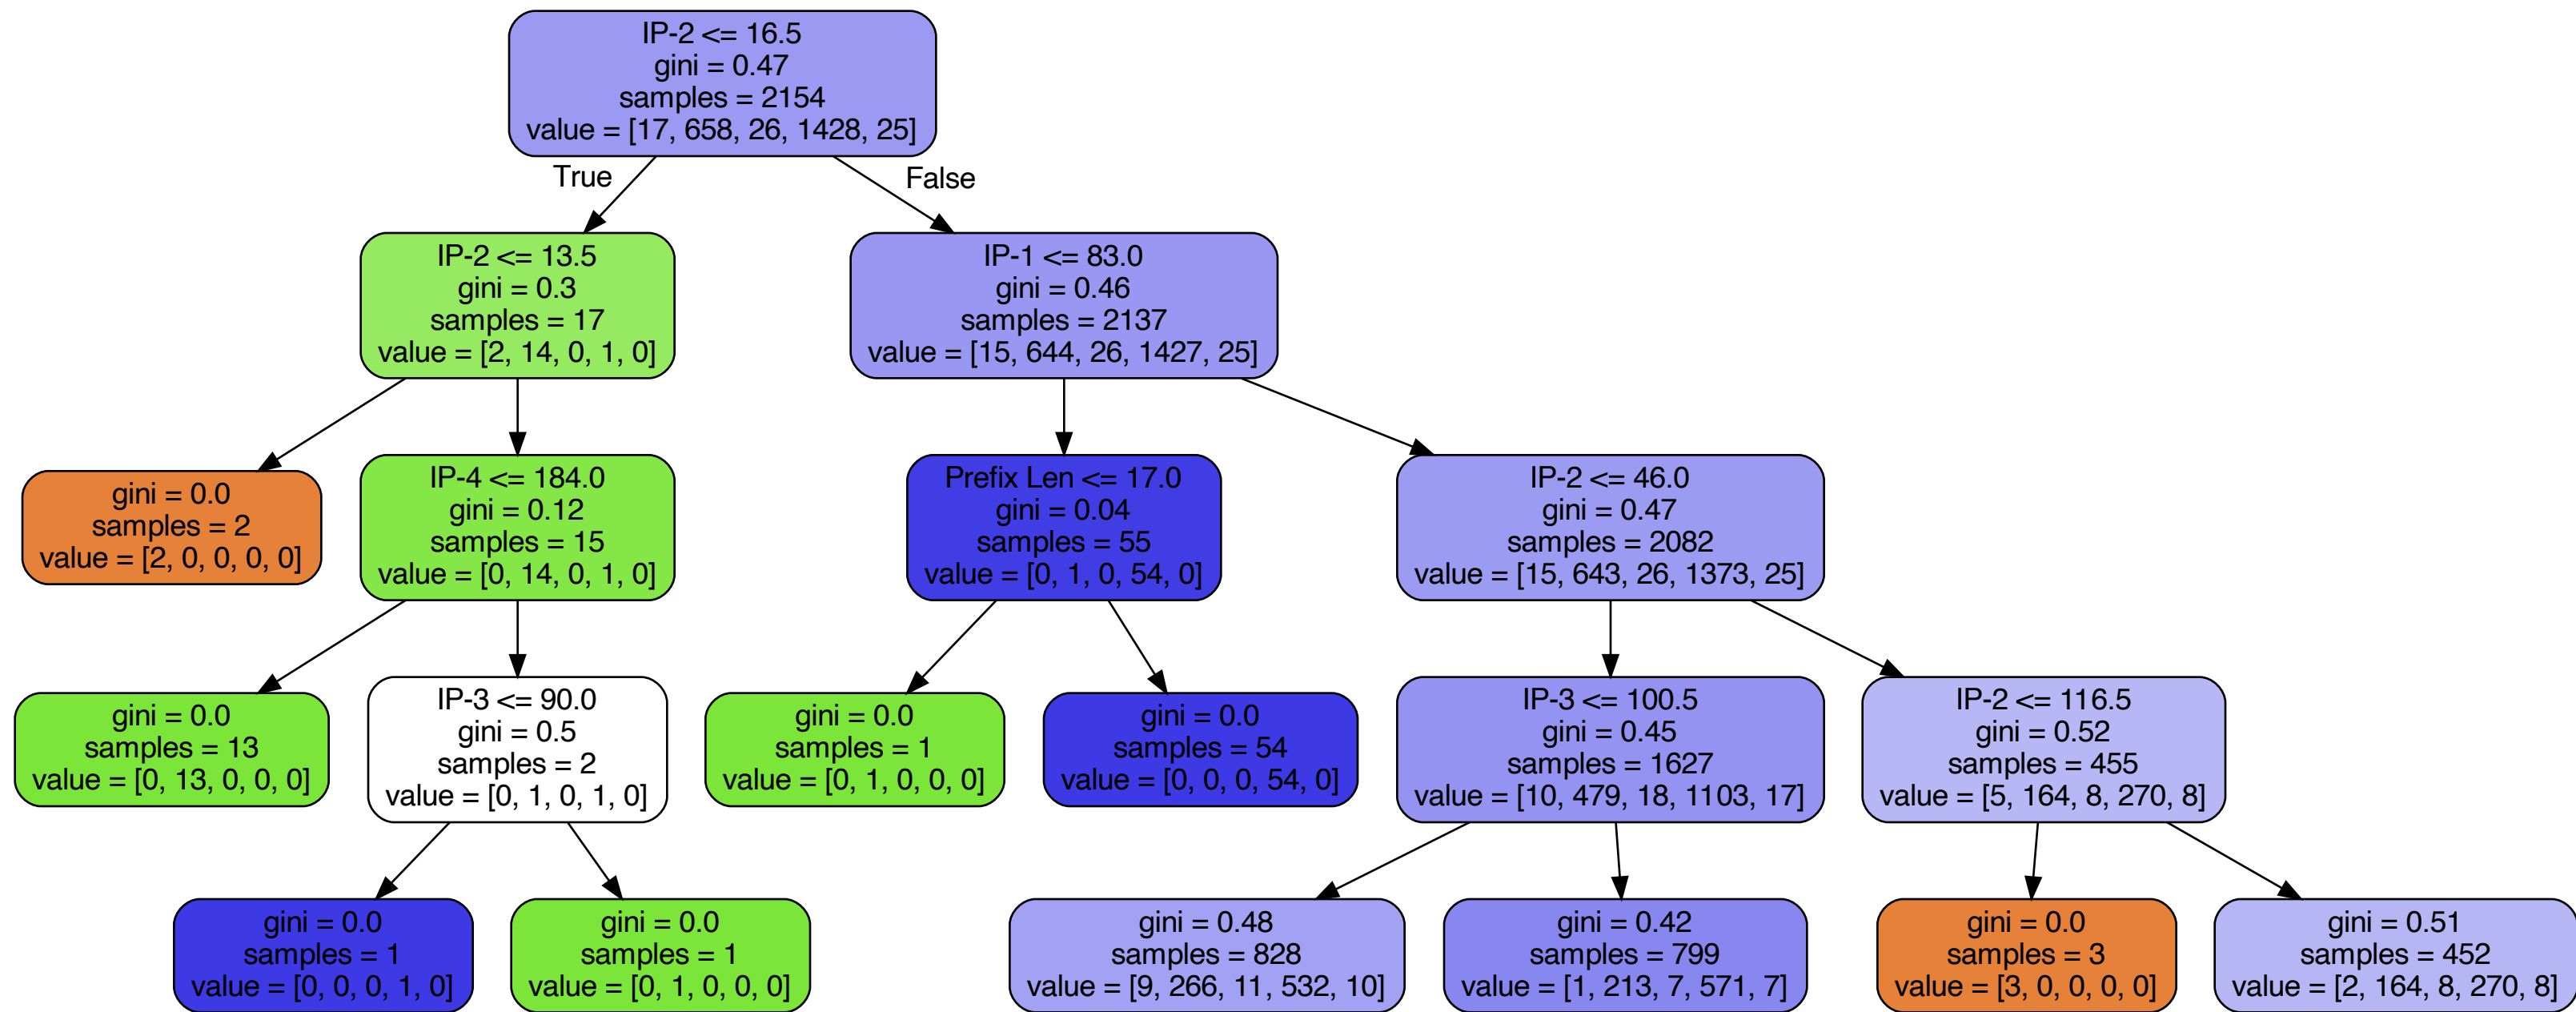 IP-2 <= 16.5
gini = 0.47
samples = 2154
value = [17, 658, 26, 1428, 25]
True
False
IP-2 <= 13.5
gini = 0.3
samples = 17
value = [2, 14, 0, 1, 0]
IP-1 <= 83.0
gini = 0.46
samples = 2137
value = [15, 644, 26, 1427, 25]
gini = 0.0
samples = 2
value = [2, 0, 0, 0, 0]
IP-4 <= 184.0
gini = 0.12
samples = 15
value = [0, 14, 0, 1, 0]
Prefix Len <= 17.0
gini = 0.04
samples = 55
value = [0, 1, 0, 54, 0]
IP-2 <= 46.0
gini = 0.47
samples = 2082
value = [15, 643, 26, 1373, 25]
gini = 0.0
samples = 13
value = [0, 13, 0, 0, 0]
IP-3 <= 90.0
gini = 0.5
samples = 2
value = [0, 1, 0, 1, 0]
gini = 0.0
samples = 1
value = [0, 1, 0, 0, 0]
gini = 0.0
samples = 54
value = [0, 0, 0, 54, 0]
IP-3 <= 100.5
gini = 0.45
samples = 1627
value = [10, 479, 18, 1103, 17]
IP-2 <= 116.5
gini = 0.52
samples = 455
value = [5, 164, 8, 270, 8]
gini = 0.0
samples = 1
value = [0, 0, 0, 1, 0]
gini = 0.0
samples = 1
value = [0, 1, 0, 0, 0]
gini = 0.48
samples = 828
value = [9, 266, 11, 532, 10]
gini = 0.42
samples = 799
value = [1, 213, 7, 571, 7]
gini = 0.0
samples = 3
value = [3, 0, 0, 0, 0]
gini = 0.51
samples = 452
value = [2, 164, 8, 270, 8]